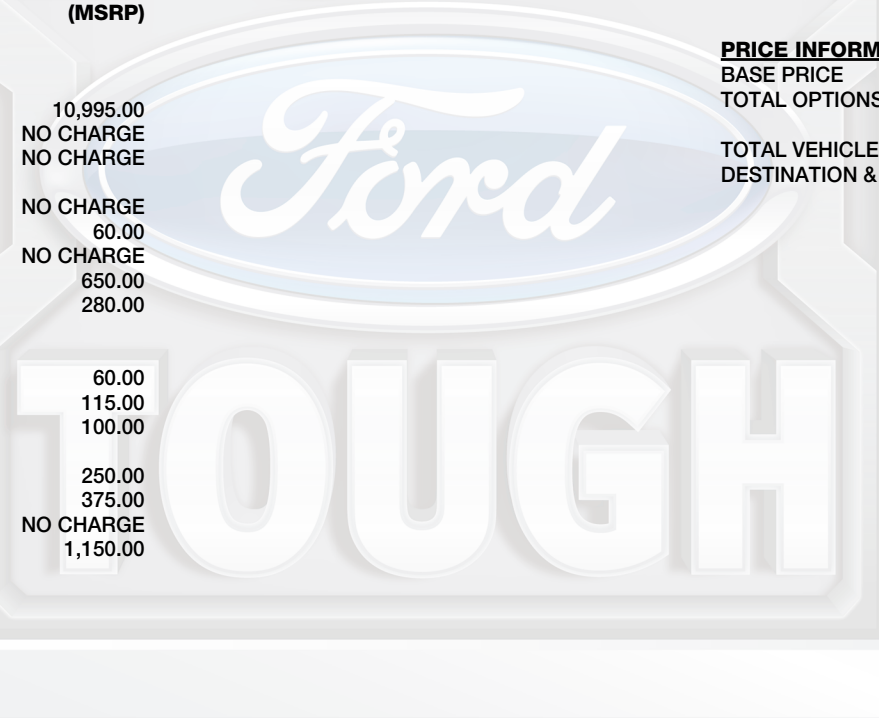 (MSRP)
10,995.00
NO CHARGE
NO CHARGE
NO CHARGE
60.00
NO CHARGE
650.00
280.00
60.00
115.00
100.00
250.00
375.00
NO CHARGE
1,150.00
PRICE INFORM
BASE PRICE
TOTAL OPTIONS
TOTAL VEHICLE
DESTINATION &
Ford
TOUGH